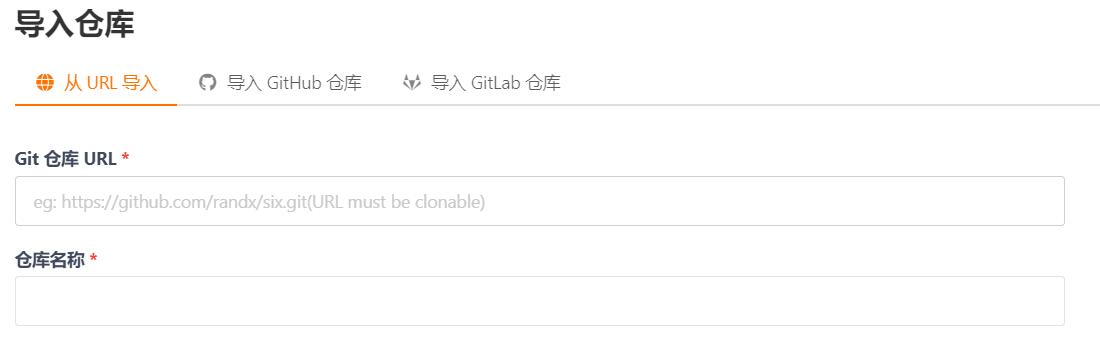 导入仓库
从 URL 导入 导入 GitHub 仓库 导入 GitLab 仓库
Git 仓库 URL *
eg: https://github.com/randx/six.git(URL must be clonable)
仓库名称 *